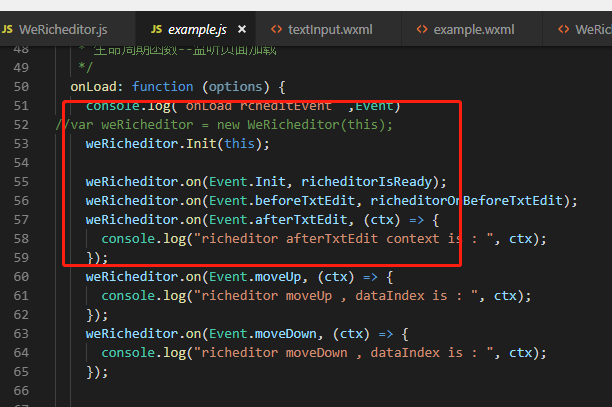 WeRicheditor.js
JS example.js ×
<> textInput.wxml
<> example.wxml
<> WeRich
48 * 生命周期函数--监听页面加载
49 */
50 onLoad: function (options) {
51 console.log( onLoad rcheditEvent ,Event)
52 //var weRicheditor = new WeRicheditor(this);
53 weRicheditor.Init(this);
54
55 weRicheditor.on(Event.Init, richeditorIsReady);
56 weRicheditor.on(Event.beforeTxtEdit, richeditorOnBeforeTxtEdit);
57 weRicheditor.on(Event.afterTxtEdit, (ctx) => {
58 console.log("richeditor afterTxtEdit context is : ", ctx);
59 });
60 weRicheditor.on(Event.moveUp, (ctx) => {
61 console.log("richeditor moveUp , dataIndex is : ", ctx);
62 });
63 weRicheditor.on(Event.moveDown, (ctx) => {
64 console.log("richeditor moveDown , dataIndex is : ", ctx);
65 });
66